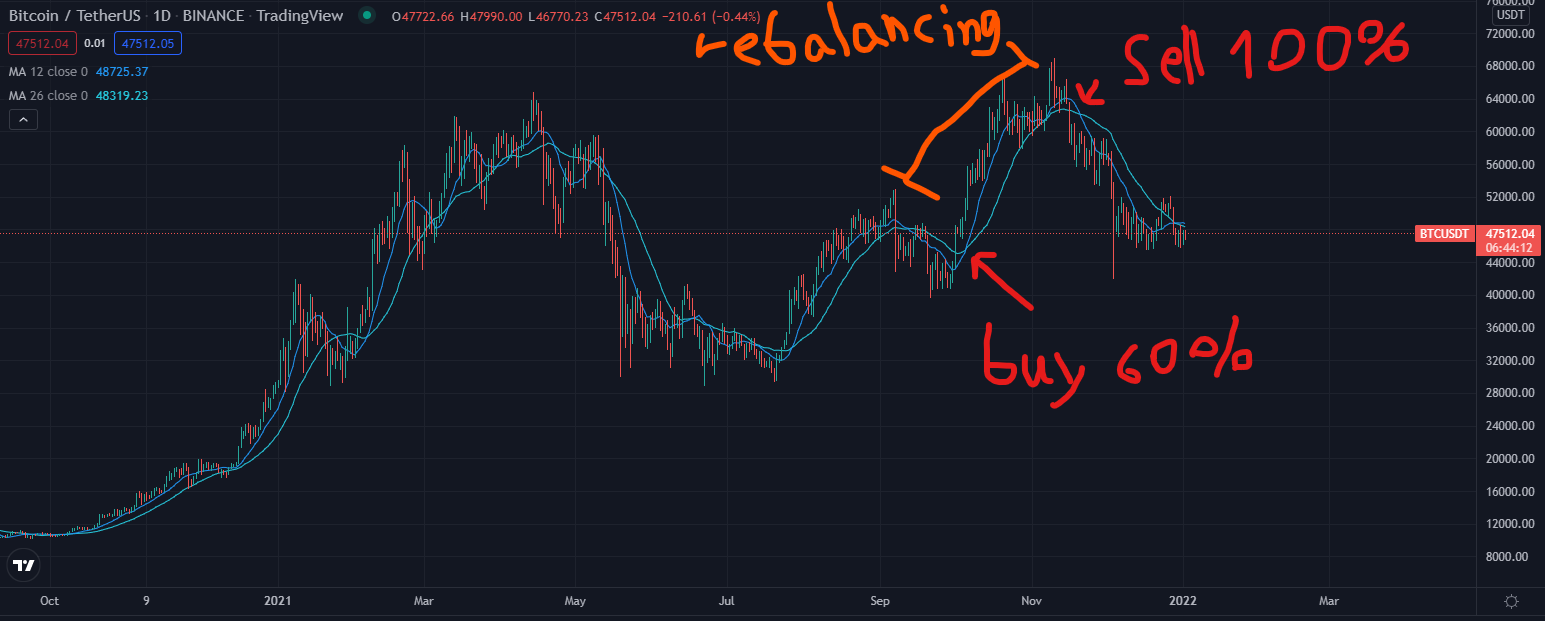 Bitcoin / TetherUS · 1D · BINANCE · TradingView O47722.66 H47990.00 L46770.23 C47512.04 −210.61 (−0.44%)
47512.04 0.01 47512.05
MA 12 close 0 48725.37
MA 26 close 0 48319.23
rebalancing
Sell 100%
buy 60%
76000.00
USDT
72000.00
68000.00
64000.00
60000.00
56000.00
52000.00
BTCUSDT 47512.04
06:44:12
44000.00
40000.00
36000.00
32000.00
28000.00
24000.00
20000.00
16000.00
12000.00
8000.00
Oct 9 2021 Mar May Jul Sep Nov 2022 Mar